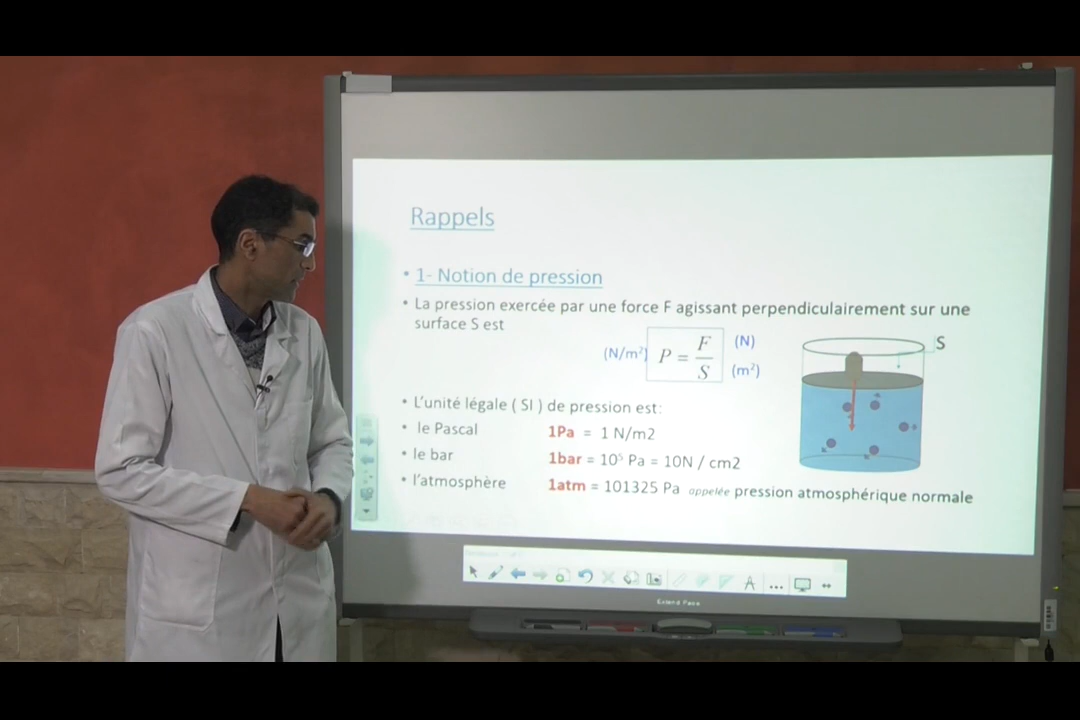 Rappels
• 1- Notion de pression
• La pression exercée par une force F agissant perpendiculairement sur une
surface S est
(N/m²) P = F/S (N) (m²)
S
• L'unité légale ( SI ) de pression est:
• le Pascal 1Pa = 1 N/m2
• le bar 1bar = 10⁵ Pa = 10N / cm2
• l'atmosphère 1atm = 101325 Pa appelée pression atmosphérique normale